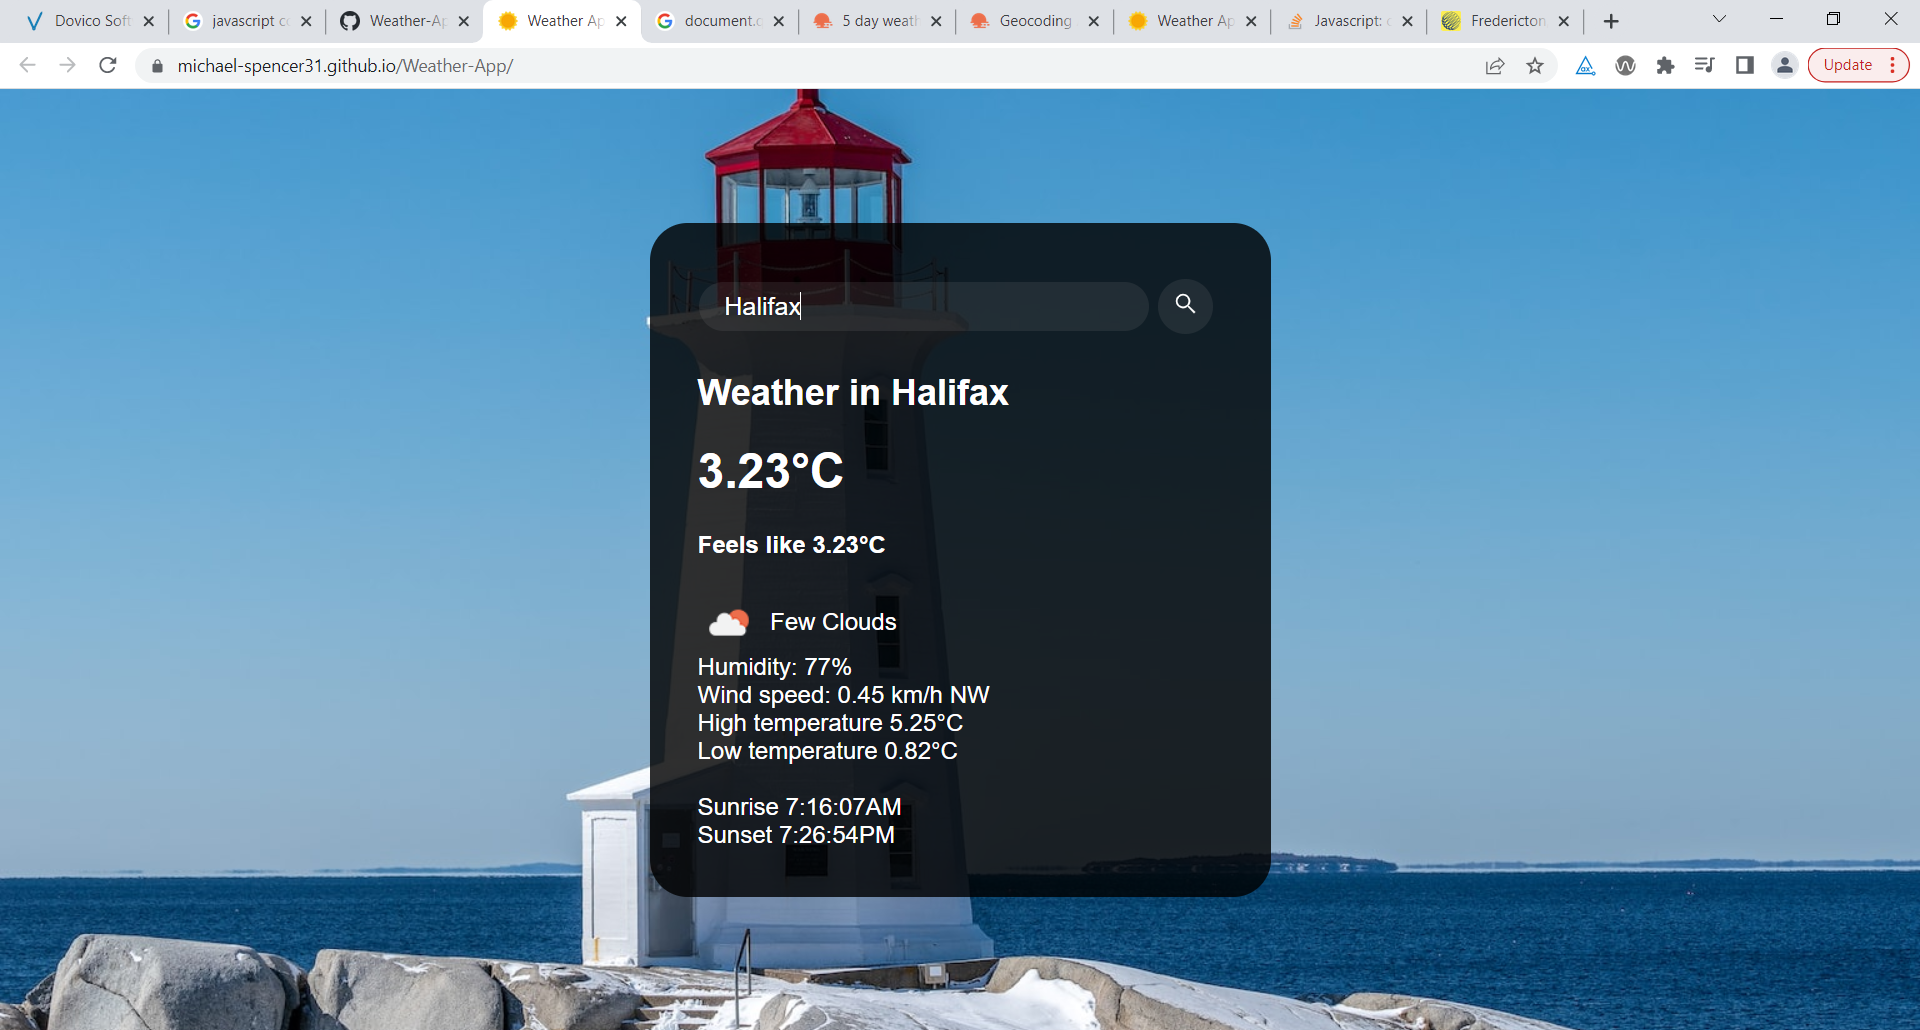 Dovico Soft
javascript co
Weather-Ap
Weather Ap
document.c
5 day weath
Geocoding
Weather Ap
Javascript: c
Fredericton,
michael-spencer31.github.io/Weather-App/
Update
Halifax
Weather in Halifax
3.23°C
Feels like 3.23°C
Few Clouds
Humidity: 77%
Wind speed: 0.45 km/h NW
High temperature 5.25°C
Low temperature 0.82°C
Sunrise 7:16:07AM
Sunset 7:26:54PM